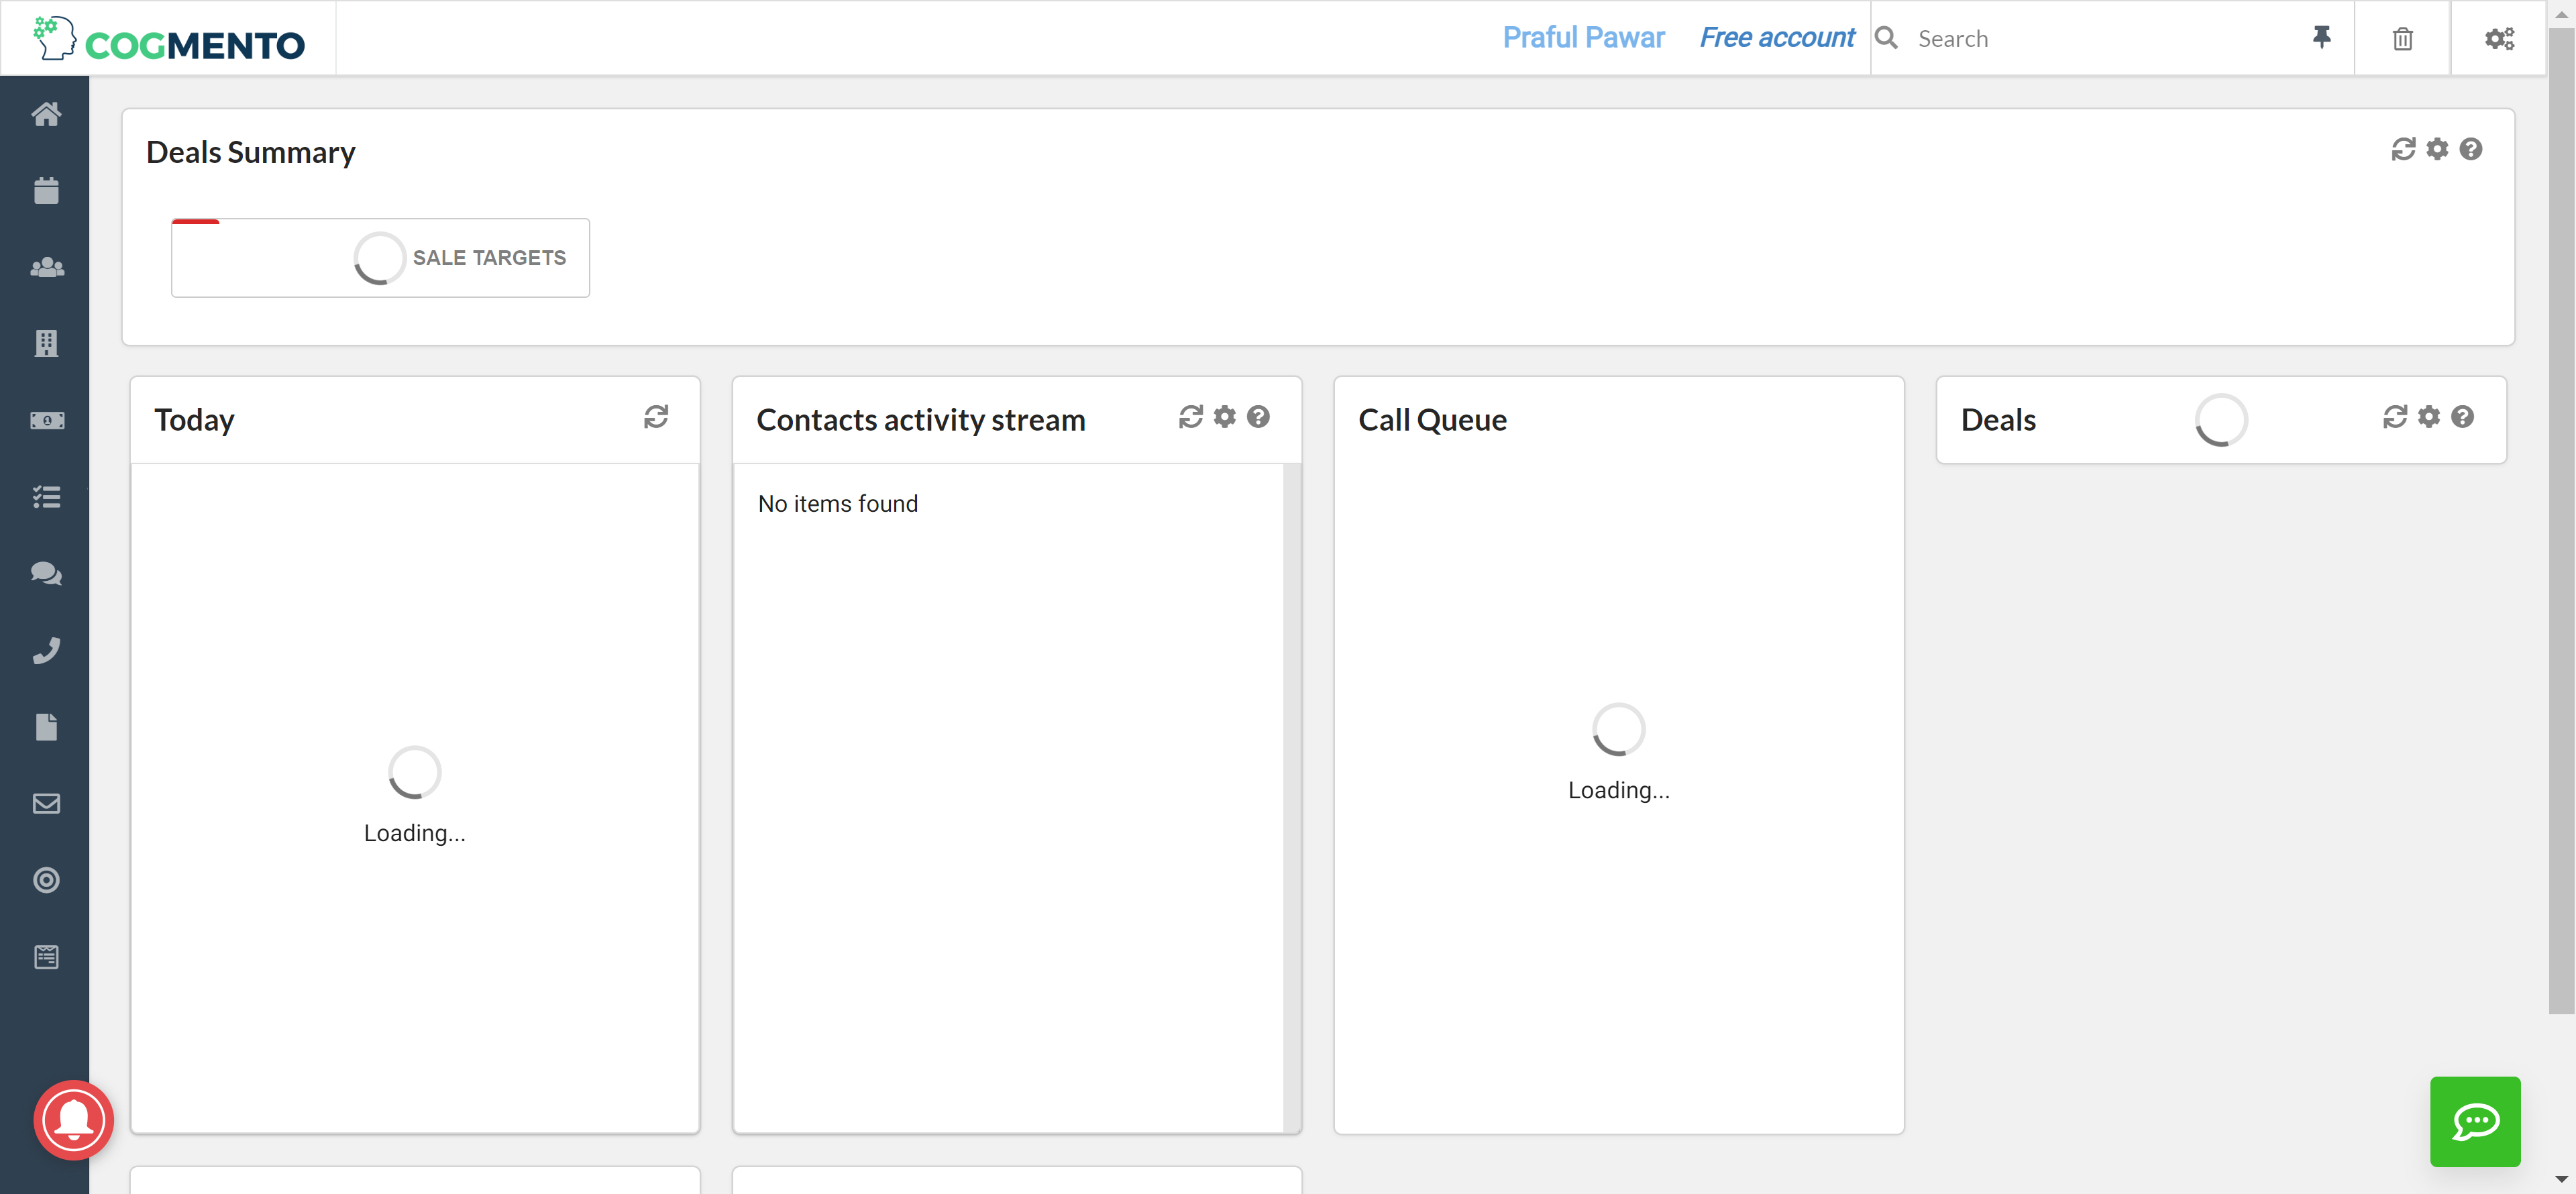 COGMENTO
Praful Pawar Free account Search
Deals Summary
SALE TARGETS
Today
Contacts activity stream
Call Queue
Deals
No items found
Loading...
Loading...